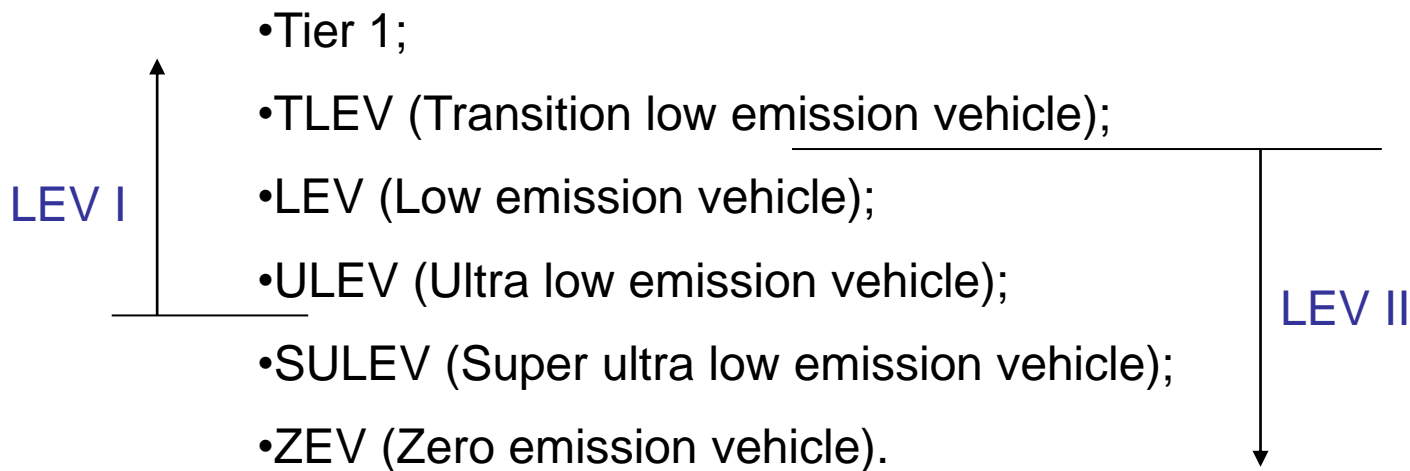 •Tier 1;
•TLEV (Transition low emission vehicle);
LEV I
•LEV (Low emission vehicle);
•ULEV (Ultra low emission vehicle);
LEV II
•SULEV (Super ultra low emission vehicle);
•ZEV (Zero emission vehicle).